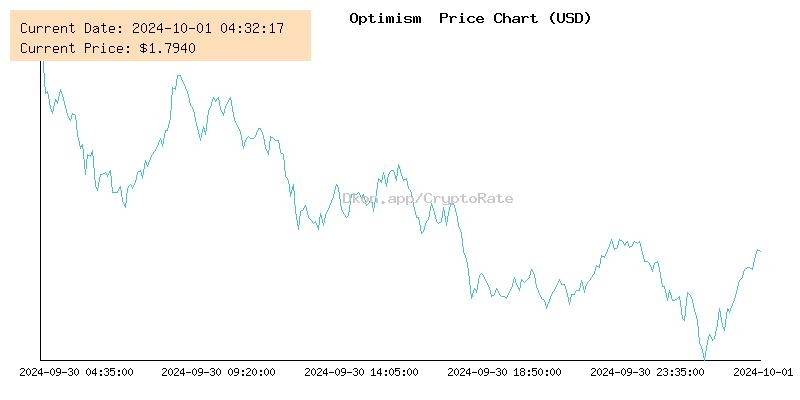 Optimism  Price Chart (USD)
Current Date: 2024-10-01 04:32:17
Current Price: $1.7940
Dkon.app/CryptoRate
2024-09-30 04:35:00 2024-09-30 09:20:00 2024-09-30 14:05:00 2024-09-30 18:50:00 2024-09-30 23:35:00 2024-10-01